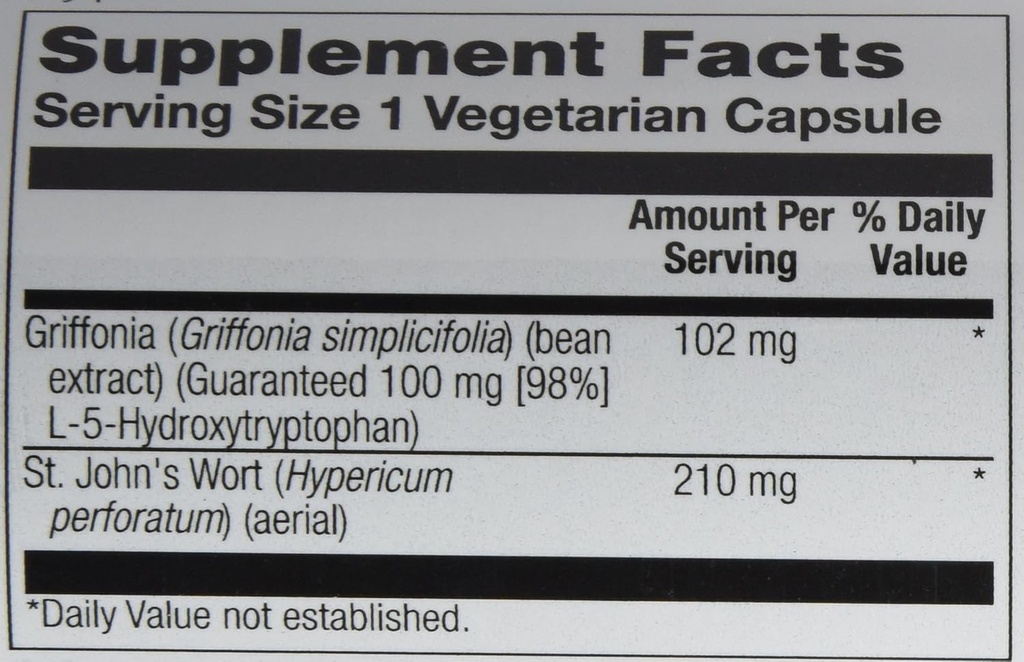 Supplement Facts
Serving Size 1 Vegetarian Capsule
Amount Per % Daily
Serving Value
Griffonia (Griffonia simplicifolia) (bean 102 mg *
extract) (Guaranteed 100 mg [98%]
L-5-Hydroxytryptophan)
St. John's Wort (Hypericum 210 mg *
perforatum) (aerial)
*Daily Value not established.